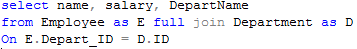 select name, salary, DepartName
from Employee as E full join Department as D
On E.Depart_ID = D.ID